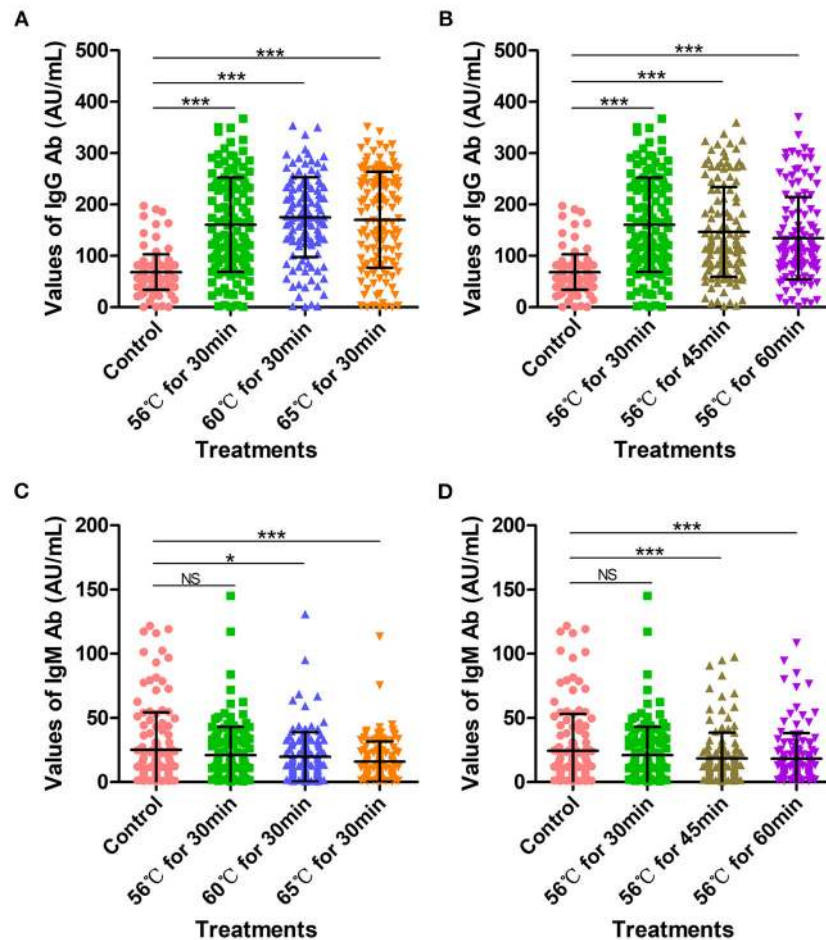 A
Values of IgG Ab (AU/mL)
500
400
300
200
100
0
***
***
***
Control
56℃ for 30min
60℃ for 30min
65℃ for 30min
Treatments
B
Values of IgG Ab (AU/mL)
500
400
300
200
100
0
***
***
***
Control
56℃ for 30min
56℃ for 45min
56℃ for 60min
Treatments
C
Values of IgM Ab (AU/mL)
200
150
100
50
0
***
*
NS
Control
56℃ for 30min
60℃ for 30min
65℃ for 30min
Treatments
D
Values of IgM Ab (AU/mL)
200
150
100
50
0
***
***
NS
Control
56℃ for 30min
56℃ for 45min
56℃ for 60min
Treatments